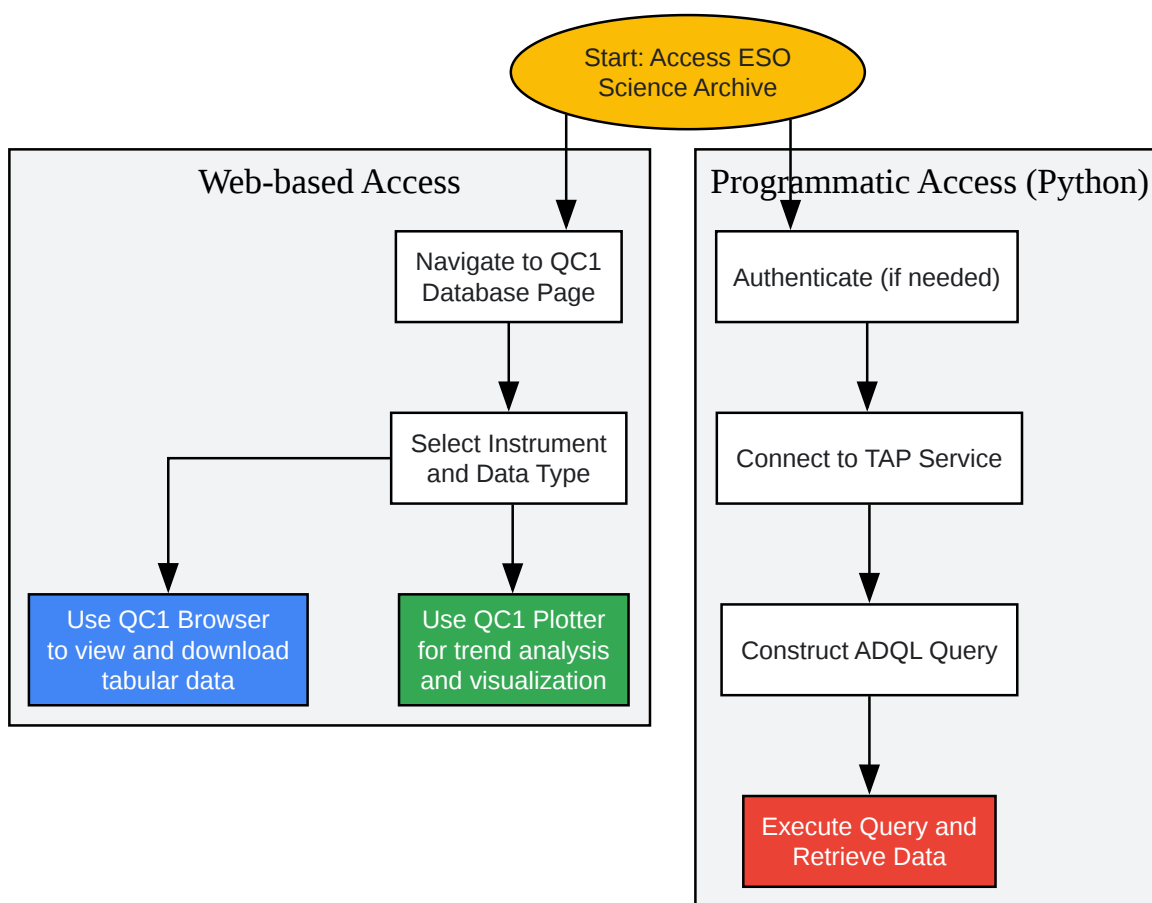 Start: Access ESO
Science Archive
Web-based Access
Navigate to QC1
Database Page
Select Instrument
and Data Type
Use QC1 Browser
to view and download
tabular data
Use QC1 Plotter
for trend analysis
and visualization
Programmatic Access (Python)
Authenticate (if needed)
Connect to TAP Service
Construct ADQL Query
Execute Query and
Retrieve Data